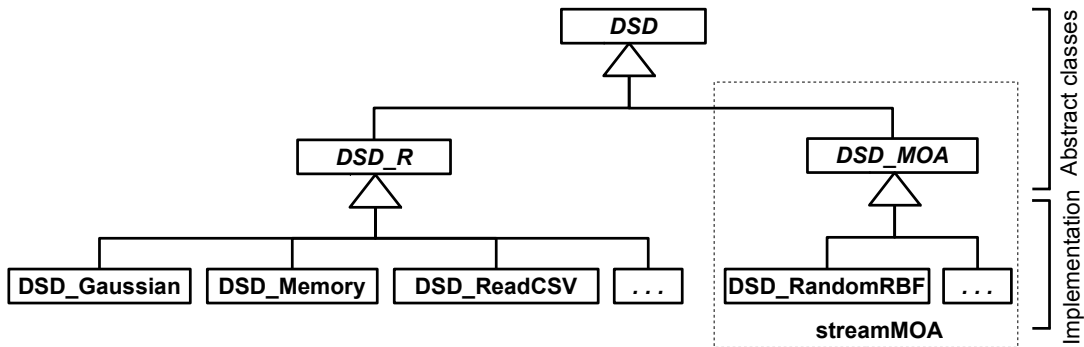 DSD
DSD_R
DSD_MOA
DSD_Gaussian
DSD_Memory
DSD_ReadCSV
. . .
DSD_RandomRBF
. . .
streamMOA
Abstract classes
Implementation